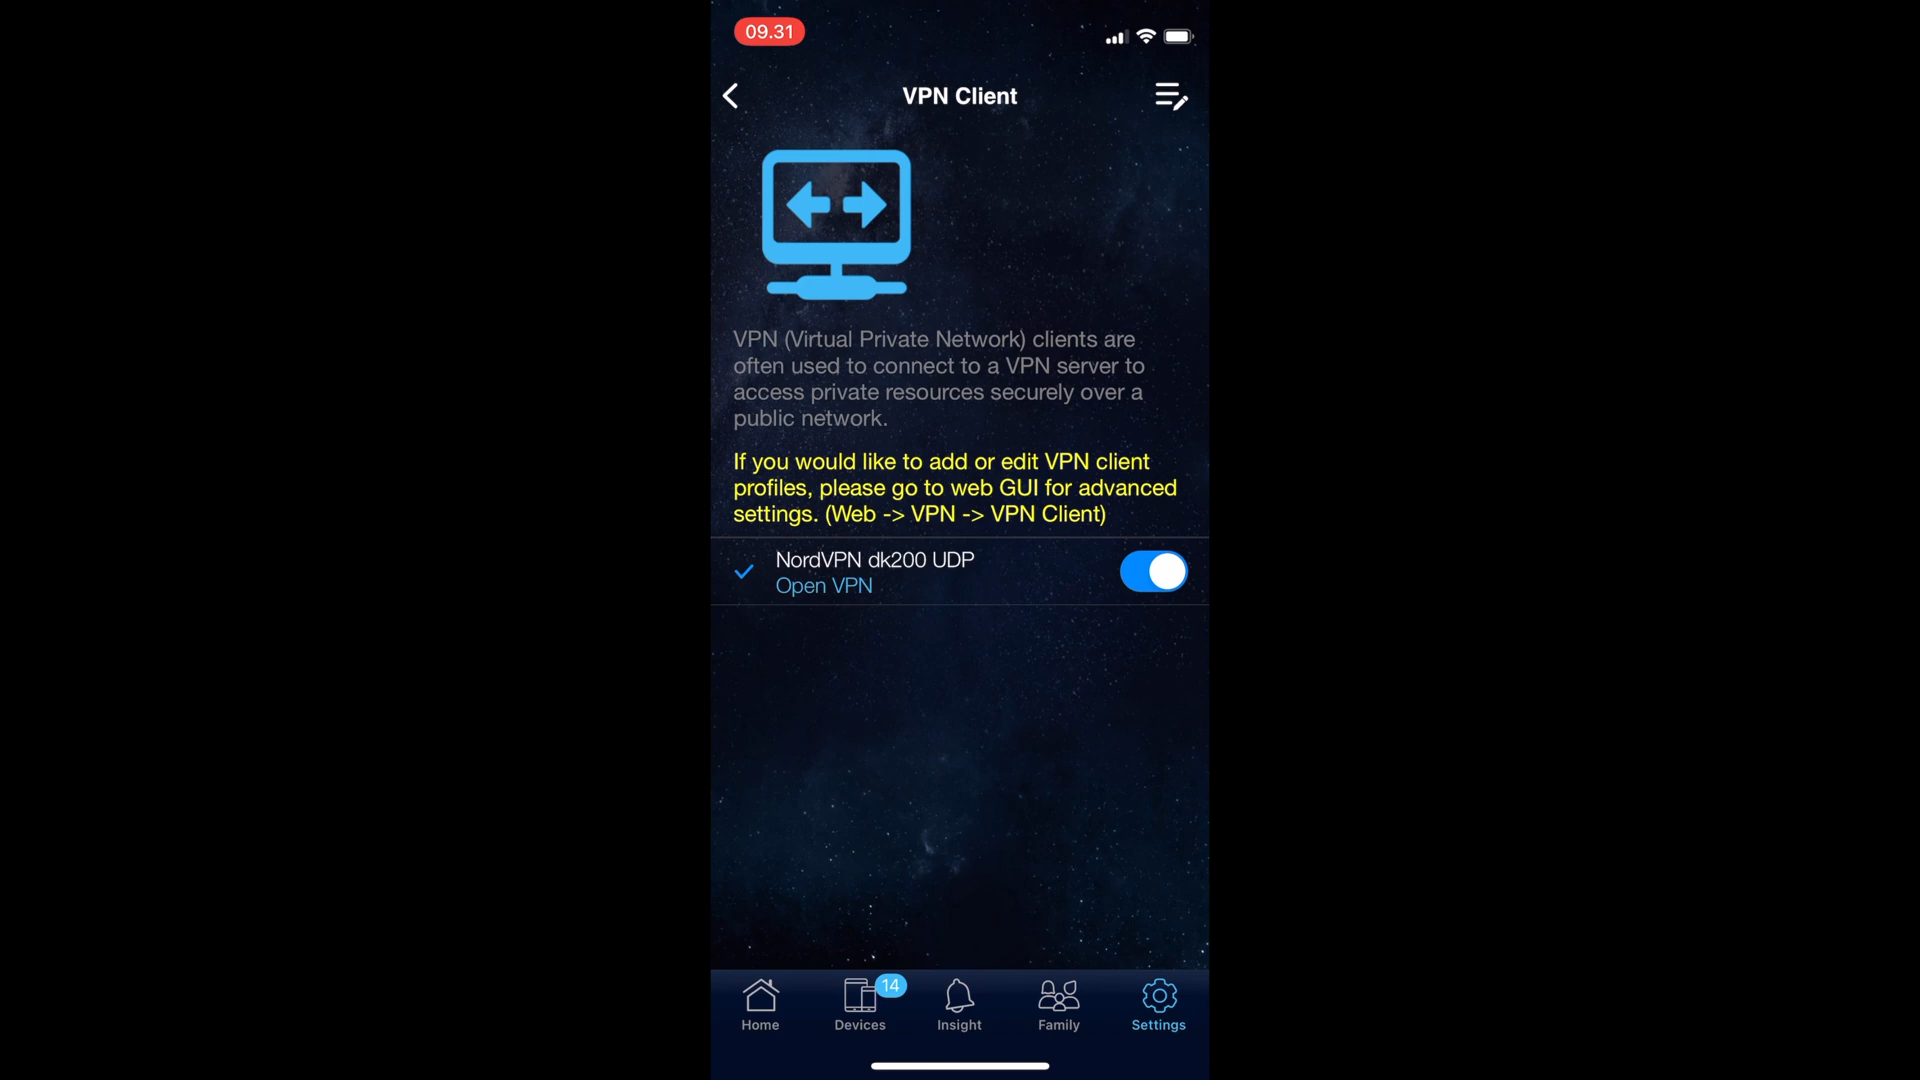 09.31
VPN Client
VPN (Virtual Private Network) clients are
often used to connect to a VPN server to
access private resources securely over a
public network.
If you would like to add or edit VPN client
profiles, please go to web GUI for advanced
settings. (Web -> VPN -> VPN Client)
NordVPN dk200 UDP
Open VPN
14
Home Devices Insight Family Settings